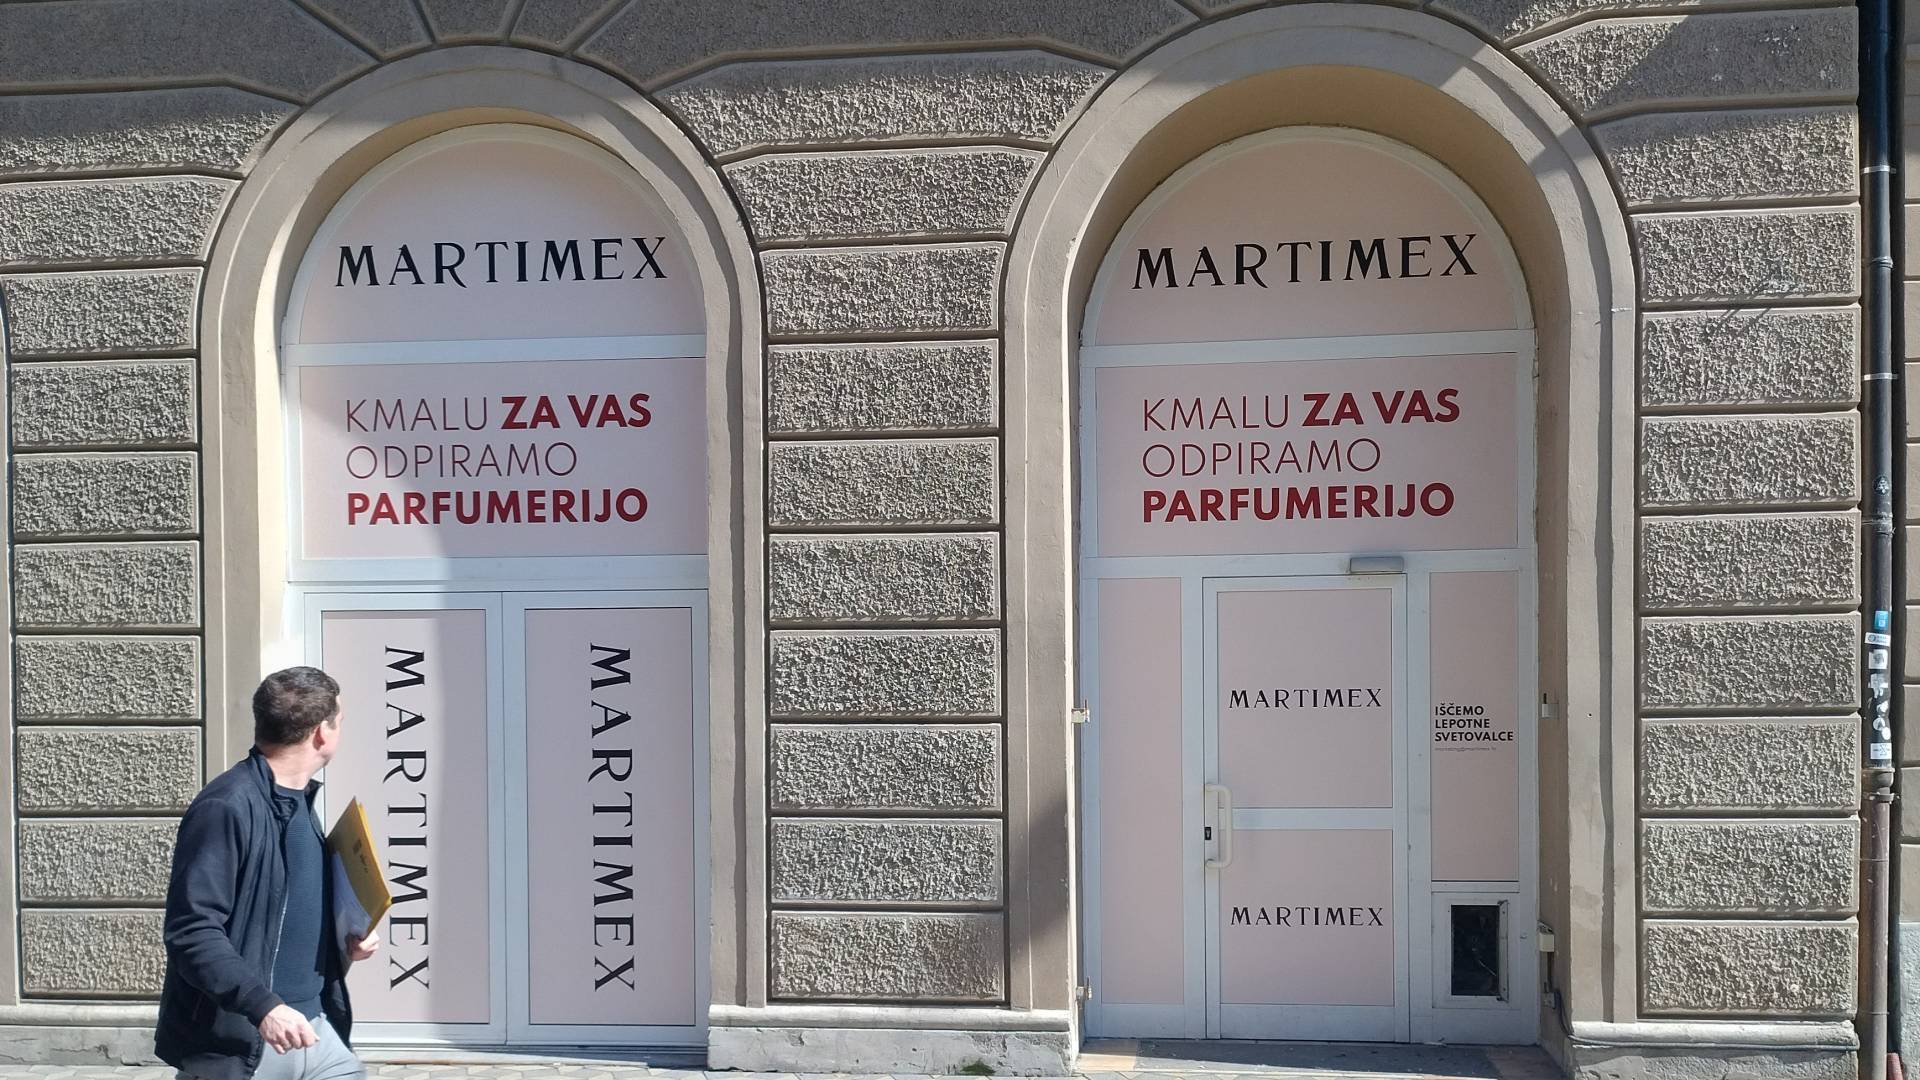 MARTIMEX
KMALU ZA VAS
ODPIRAMO
PARFUMERIJO
MARTIMEX
MARTIMEX
MARTIMEX
KMALU ZA VAS
ODPIRAMO
PARFUMERIJO
MARTIMEX
MARTIMEX
IŠČEMO
LEPOTNE
SVETOVALCE